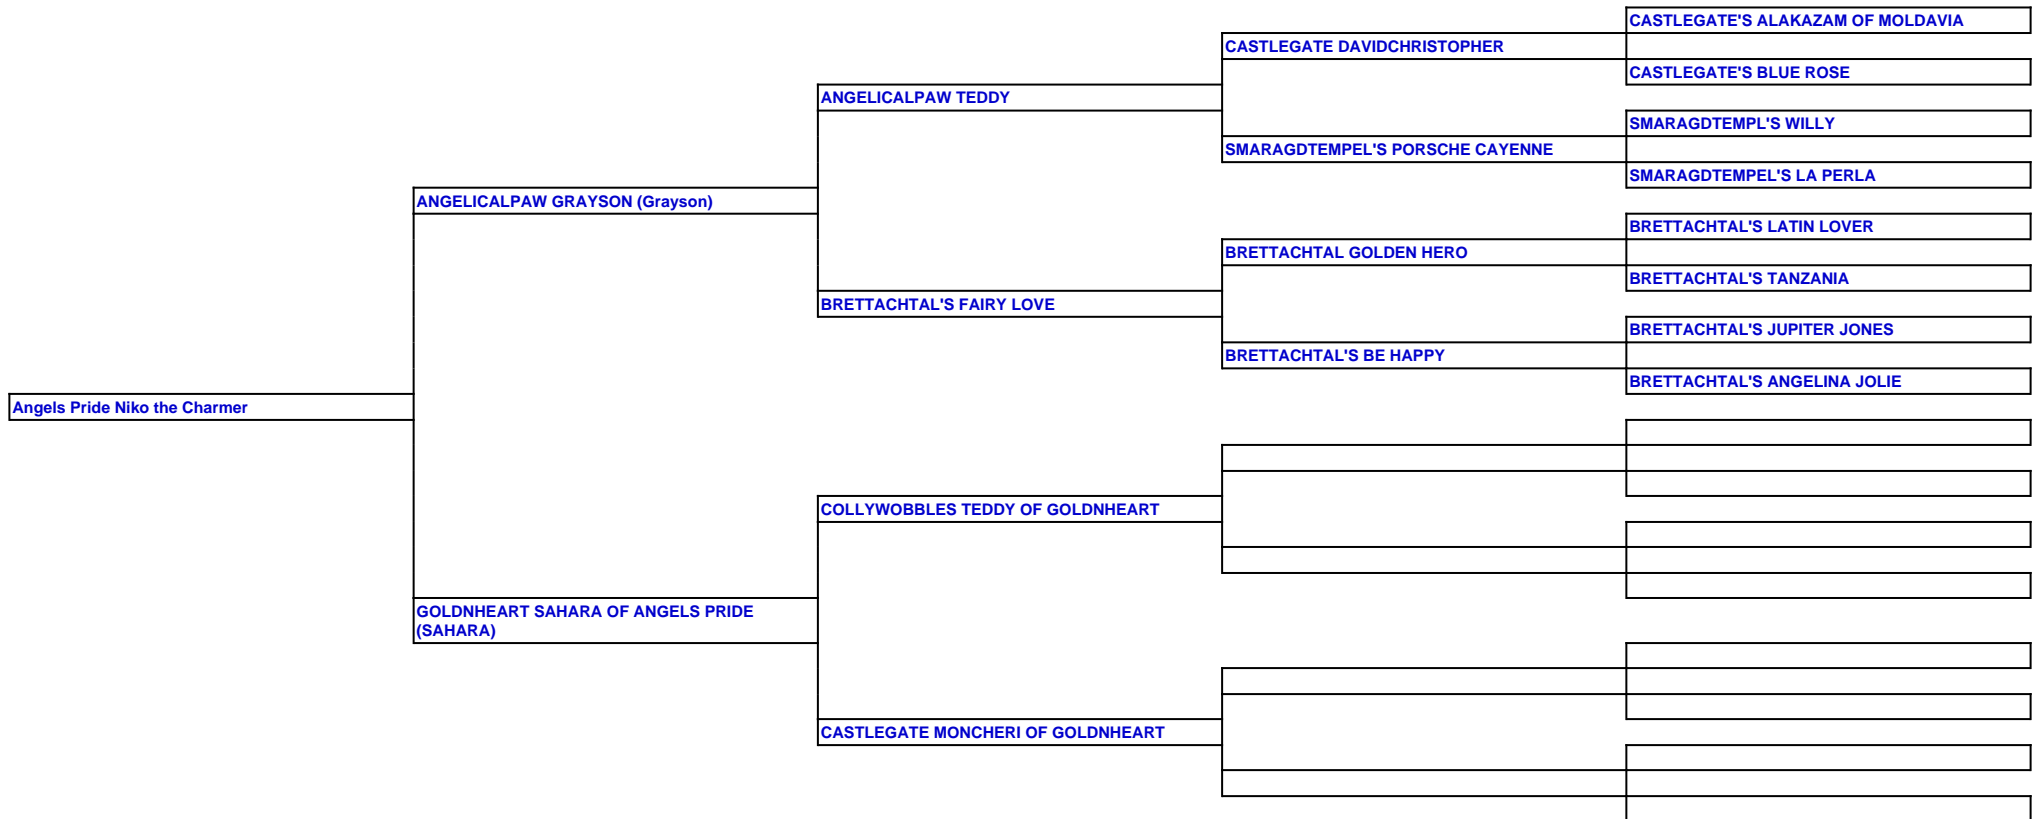 CASTLEGATE'S ALAKAZAM OF MOLDAVIA
CASTLEGATE DAVIDCHRISTOPHER
CASTLEGATE'S BLUE ROSE
ANGELICALPAW TEDDY
SMARAGDTEMPL'S WILLY
SMARAGDTEMPEL'S PORSCHE CAYENNE
SMARAGDTEMPEL'S LA PERLA
ANGELICALPAW GRAYSON (Grayson)
BRETTACHTAL'S LATIN LOVER
BRETTACHTAL GOLDEN HERO
BRETTACHTAL'S TANZANIA
BRETTACHTAL'S FAIRY LOVE
BRETTACHTAL'S JUPITER JONES
BRETTACHTAL'S BE HAPPY
BRETTACHTAL'S ANGELINA JOLIE
Angels Pride Niko the Charmer
COLLYWOBBLES TEDDY OF GOLDNHEART
GOLDNHEART SAHARA OF ANGELS PRIDE
(SAHARA)
CASTLEGATE MONCHERI OF GOLDNHEART